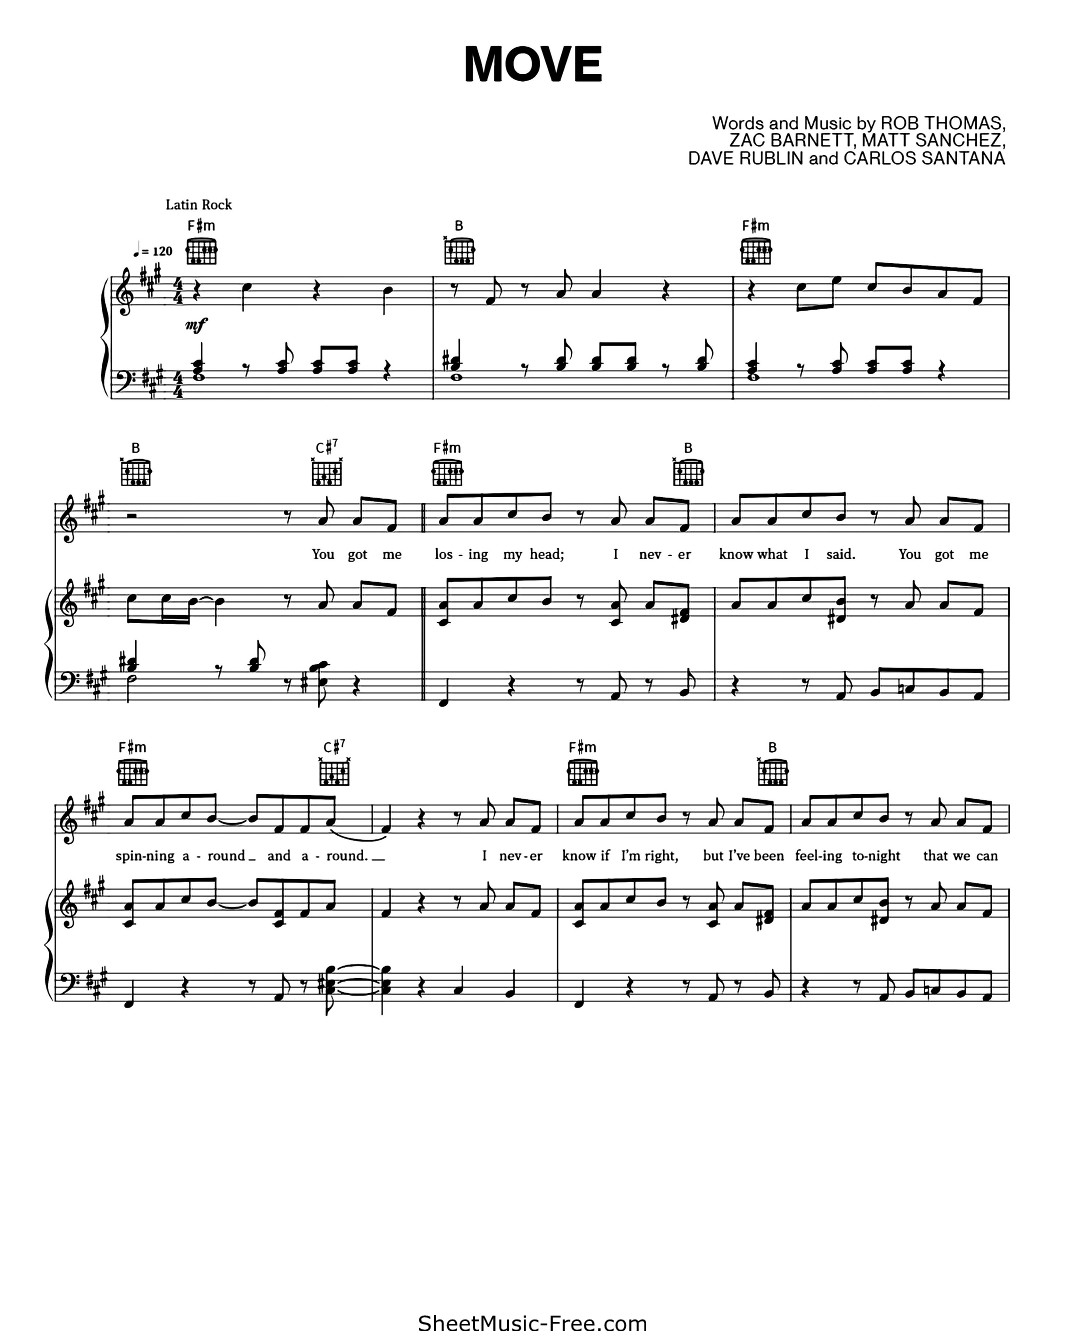 MOVE
Words and Music by ROB THOMAS,
ZAC BARNETT, MATT SANCHEZ,
DAVE RUBLIN and CARLOS SANTANA
Latin Rock
♩ = 120
F♯m B F♯m
mf
B C♯7 F♯m B
You got me los - ing my head; I nev - er know what I said. You got me
F♯m C♯7 F♯m B
spin-ning a - round_ and a - round. _ I nev-er know if I'm right, but I've been feel-ing to-night that we can
SheetMusic-Free.com